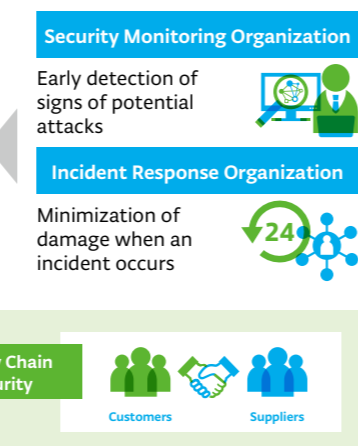 Security Monitoring Organization
Early detection of
signs of potential
attacks
Incident Response Organization
Minimization of
damage when an
incident occurs
24
Chain
Customers
Suppliers